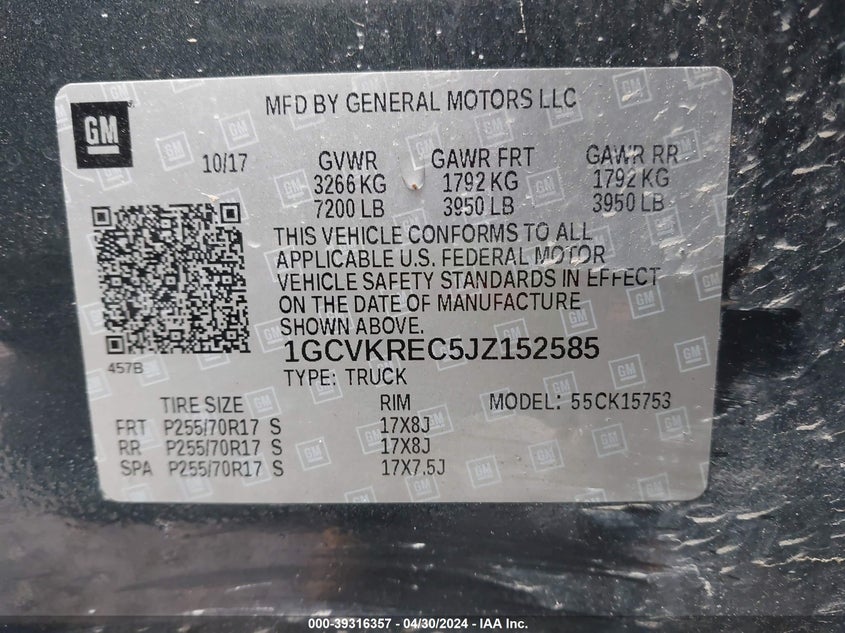 GM
MFD BY GENERAL MOTORS LLC
10/17 GVWR GAWR FRT GAWR RR
3266 KG 1792 KG 1792 KG
7200 LB 3950 LB 3950 LB
THIS VEHICLE CONFORMS TO ALL
APPLICABLE U.S. FEDERAL MOTOR
VEHICLE SAFETY STANDARDS IN EFFECT
ON THE DATE OF MANUFACTURE
SHOWN ABOVE.
1GCVKREC5JZ152585
457B
TYPE: TRUCK
TIRE SIZE RIM MODEL: 55CK15753
FRT P255/70R17 S 17X8J
RR P255/70R17 S 17X8J
SPA P255/70R17 S 17X7.5J
000-39316357 - 04/30/2024 - IAA Inc.